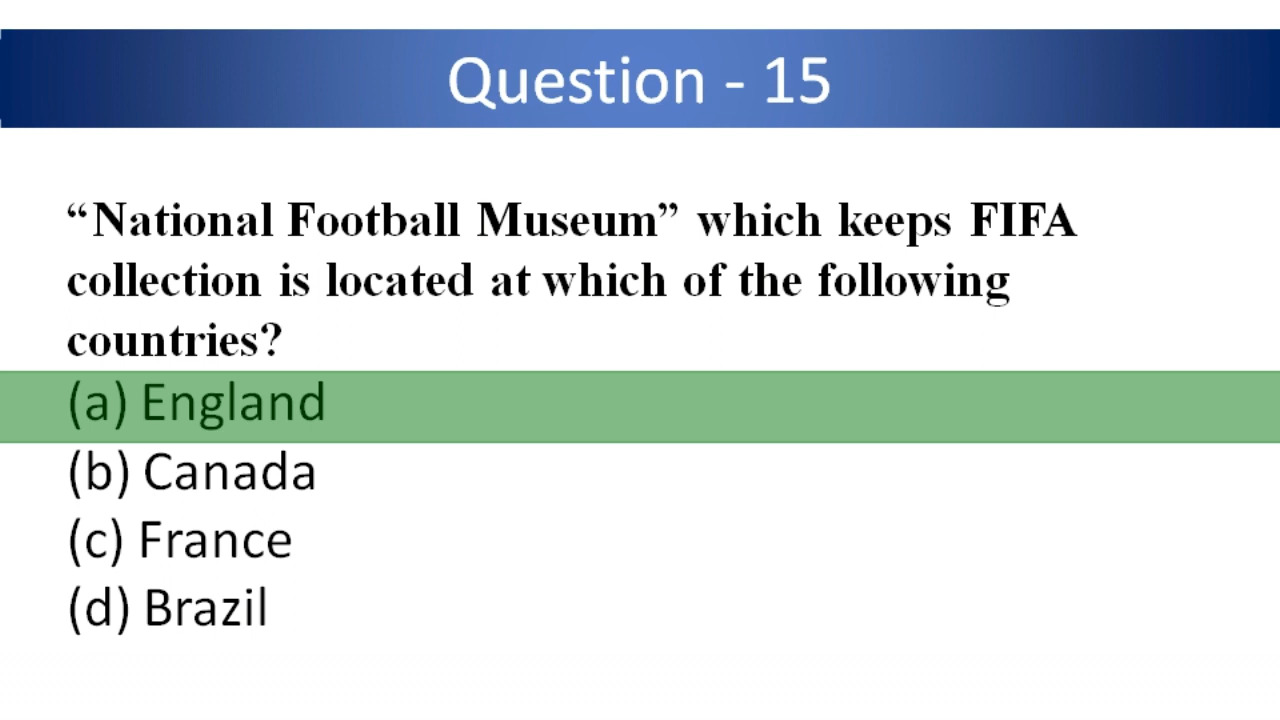 Question - 15
“National Football Museum” which keeps FIFA
collection is located at which of the following
countries?
(a) England
(b) Canada
(c) France
(d) Brazil